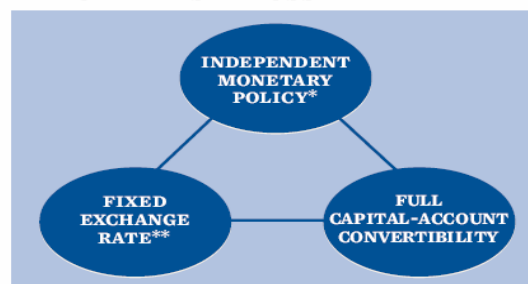 INDEPENDENT
MONETARY
POLICY*
FIXED
EXCHANGE
RATE**
FULL
CAPITAL-ACCOUNT
CONVERTIBILITY